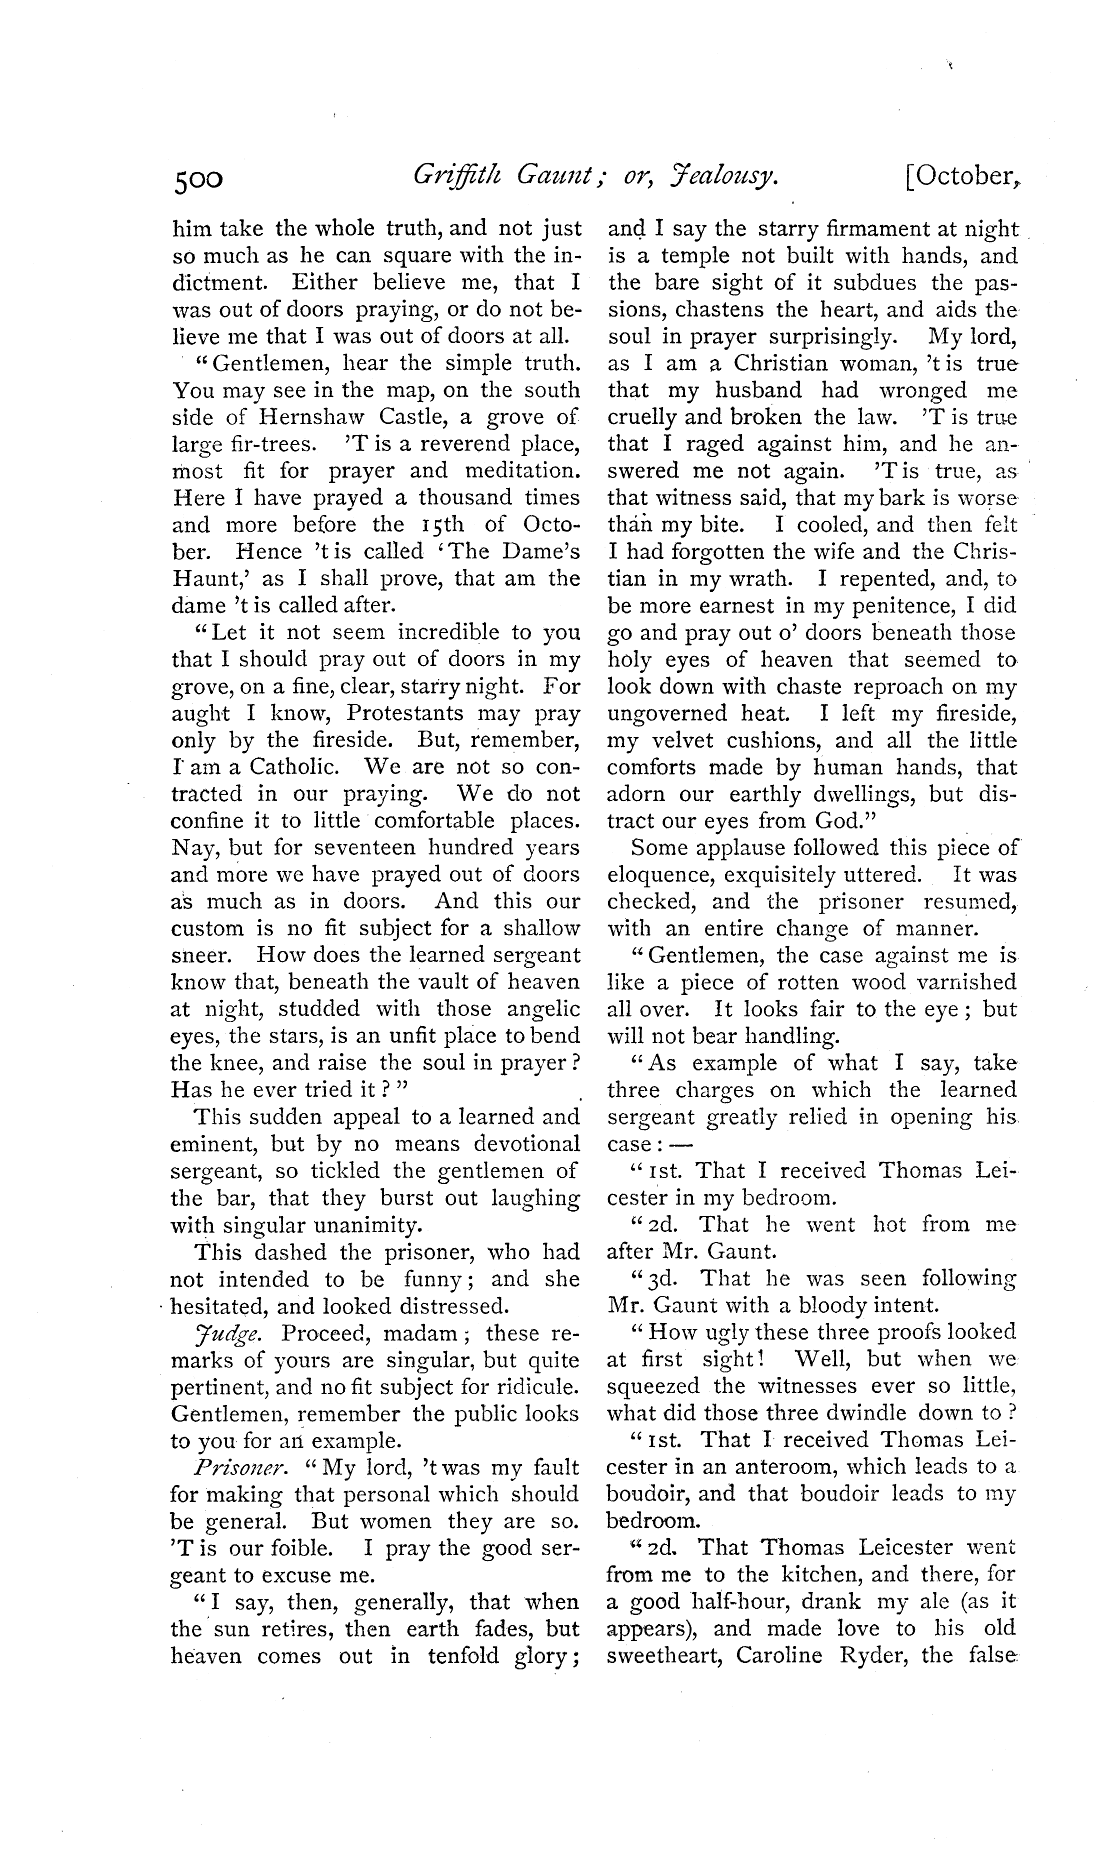 500 Griffith Gaunt; or, Jealousy. [October,
him take the whole truth, and not just
so much as he can square with the in-
dictment. Either believe me, that I
was out of doors praying, or do not be-
lieve me that I was out of doors at all.
“Gentlemen, hear the simple truth.
You may see in the map, on the south
side of Hernshaw Castle, a grove of
large fir-trees. ’T is a reverend place,
most fit for prayer and meditation.
Here I have prayed a thousand times
and more before the 15th of Octo-
ber. Hence ’t is called ‘The Dame’s
Haunt,’ as I shall prove, that am the
dame ’t is called after.
“Let it not seem incredible to you
that I should pray out of doors in my
grove, on a fine, clear, starry night. For
aught I know, Protestants may pray
only by the fireside. But, remember,
I am a Catholic. We are not so con-
tracted in our praying. We do not
confine it to little comfortable places.
Nay, but for seventeen hundred years
and more we have prayed out of doors
as much as in doors. And this our
custom is no fit subject for a shallow
sneer. How does the learned sergeant
know that, beneath the vault of heaven
at night, studded with those angelic
eyes, the stars, is an unfit place to bend
the knee, and raise the soul in prayer?
Has he ever tried it?”
This sudden appeal to a learned and
eminent, but by no means devotional
sergeant, so tickled the gentlemen of
the bar, that they burst out laughing
with singular unanimity.
This dashed the prisoner, who had
not intended to be funny; and she
hesitated, and looked distressed.
Judge. Proceed, madam; these re-
marks of yours are singular, but quite
pertinent, and no fit subject for ridicule.
Gentlemen, remember the public looks
to you for an example.
Prisoner. “My lord, ’t was my fault
for making that personal which should
be general. But women they are so.
’T is our foible. I pray the good ser-
geant to excuse me.
“I say, then, generally, that when
the sun retires, then earth fades, but
heaven comes out in tenfold glory;
and I say the starry firmament at night
is a temple not built with hands, and
the bare sight of it subdues the pas-
sions, chastens the heart, and aids the
soul in prayer surprisingly. My lord,
as I am a Christian woman, ’t is true
that my husband had wronged me
cruelly and broken the law. ’T is true
that I raged against him, and he an-
swered me not again. ’T is true, as
that witness said, that my bark is worse
than my bite. I cooled, and then felt
I had forgotten the wife and the Chris-
tian in my wrath. I repented, and, to
be more earnest in my penitence, I did
go and pray out o’ doors beneath those
holy eyes of heaven that seemed to
look down with chaste reproach on my
ungoverned heat. I left my fireside,
my velvet cushions, and all the little
comforts made by human hands, that
adorn our earthly dwellings, but dis-
tract our eyes from God.”
Some applause followed this piece of
eloquence, exquisitely uttered. It was
checked, and the prisoner resumed,
with an entire change of manner.
“Gentlemen, the case against me is
like a piece of rotten wood varnished
all over. It looks fair to the eye; but
will not bear handling.
“As example of what I say, take
three charges on which the learned
sergeant greatly relied in opening his
case: —
“1st. That I received Thomas Lei-
cester in my bedroom.
“2d. That he went hot from me
after Mr. Gaunt.
“3d. That he was seen following
Mr. Gaunt with a bloody intent.
“How ugly these three proofs looked
at first sight! Well, but when we
squeezed the witnesses ever so little,
what did those three dwindle down to?
“1st. That I received Thomas Lei-
cester in an anteroom, which leads to a
boudoir, and that boudoir leads to my
bedroom.
“2d. That Thomas Leicester went
from me to the kitchen, and there, for
a good half-hour, drank my ale (as it
appears), and made love to his old
sweetheart, Caroline Ryder, the false